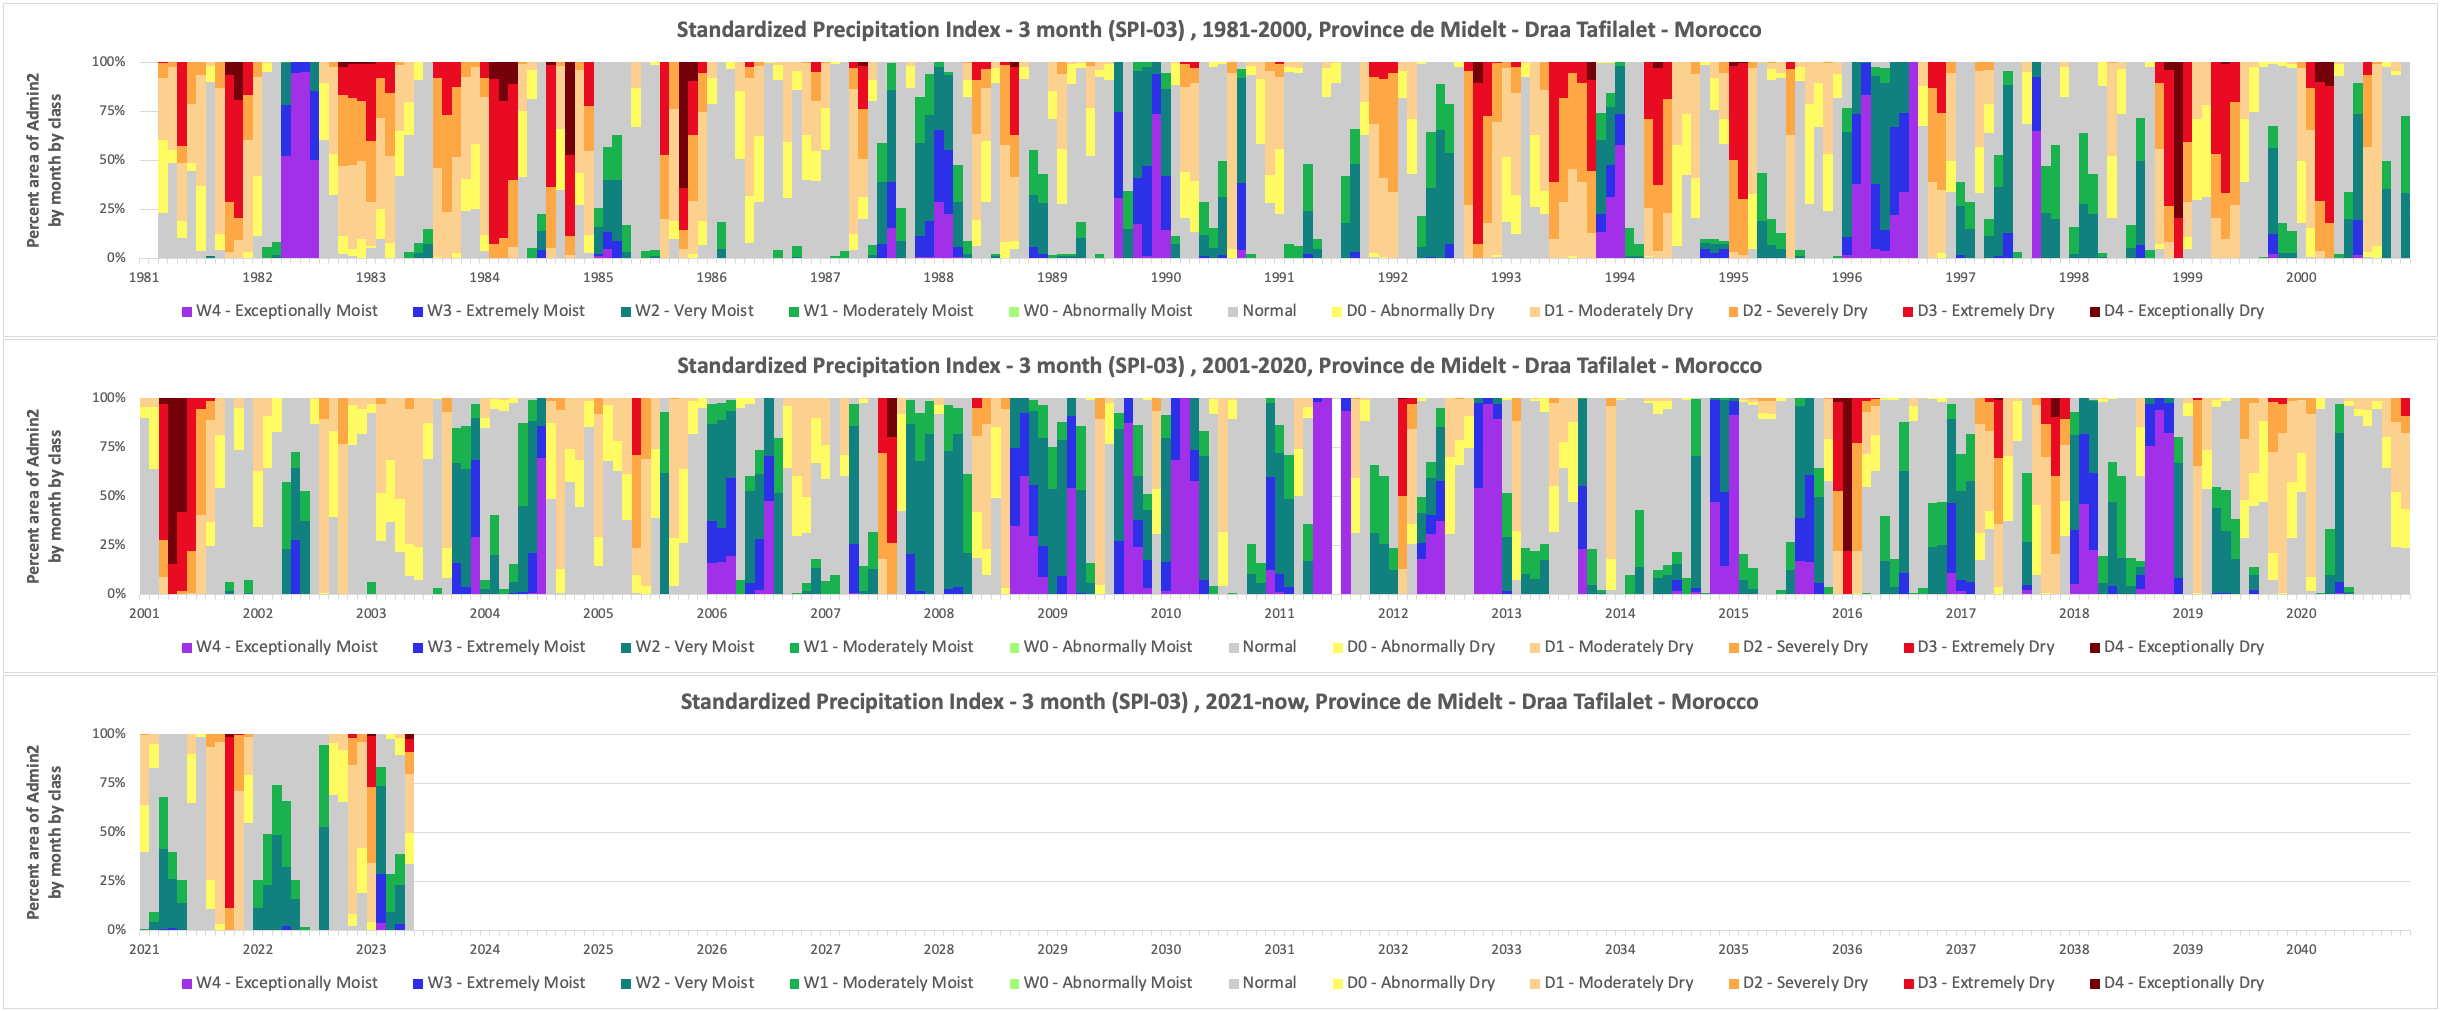 Standardized Precipitation Index - 3 month (SPI-03) , 1981-2000, Province de Midelt - Draa Tafilalet - Morocco
Percent area of Admin2
by month by class
100%
75%
50%
25%
0%
1981 1982 1983 1984 1985 1986 1987 1988 1989 1990 1991 1992 1993 1994 1995 1996 1997 1998 1999 2000
W4 - Exceptionally Moist W3 - Extremely Moist W2 - Very Moist W1 - Moderately Moist W0 - Abnormally Moist Normal D0 - Abnormally Dry D1 - Moderately Dry D2 - Severely Dry D3 - Extremely Dry D4 - Exceptionally Dry
Standardized Precipitation Index - 3 month (SPI-03) , 2001-2020, Province de Midelt - Draa Tafilalet - Morocco
Percent area of Admin2
by month by class
100%
75%
50%
25%
0%
2001 2002 2003 2004 2005 2006 2007 2008 2009 2010 2011 2012 2013 2014 2015 2016 2017 2018 2019 2020
W4 - Exceptionally Moist W3 - Extremely Moist W2 - Very Moist W1 - Moderately Moist W0 - Abnormally Moist Normal D0 - Abnormally Dry D1 - Moderately Dry D2 - Severely Dry D3 - Extremely Dry D4 - Exceptionally Dry
Standardized Precipitation Index - 3 month (SPI-03) , 2021-now, Province de Midelt - Draa Tafilalet - Morocco
Percent area of Admin2
by month by class
100%
75%
50%
25%
0%
2021 2022 2023 2024 2025 2026 2027 2028 2029 2030 2031 2032 2033 2034 2035 2036 2037 2038 2039 2040
W4 - Exceptionally Moist W3 - Extremely Moist W2 - Very Moist W1 - Moderately Moist W0 - Abnormally Moist Normal D0 - Abnormally Dry D1 - Moderately Dry D2 - Severely Dry D3 - Extremely Dry D4 - Exceptionally Dry